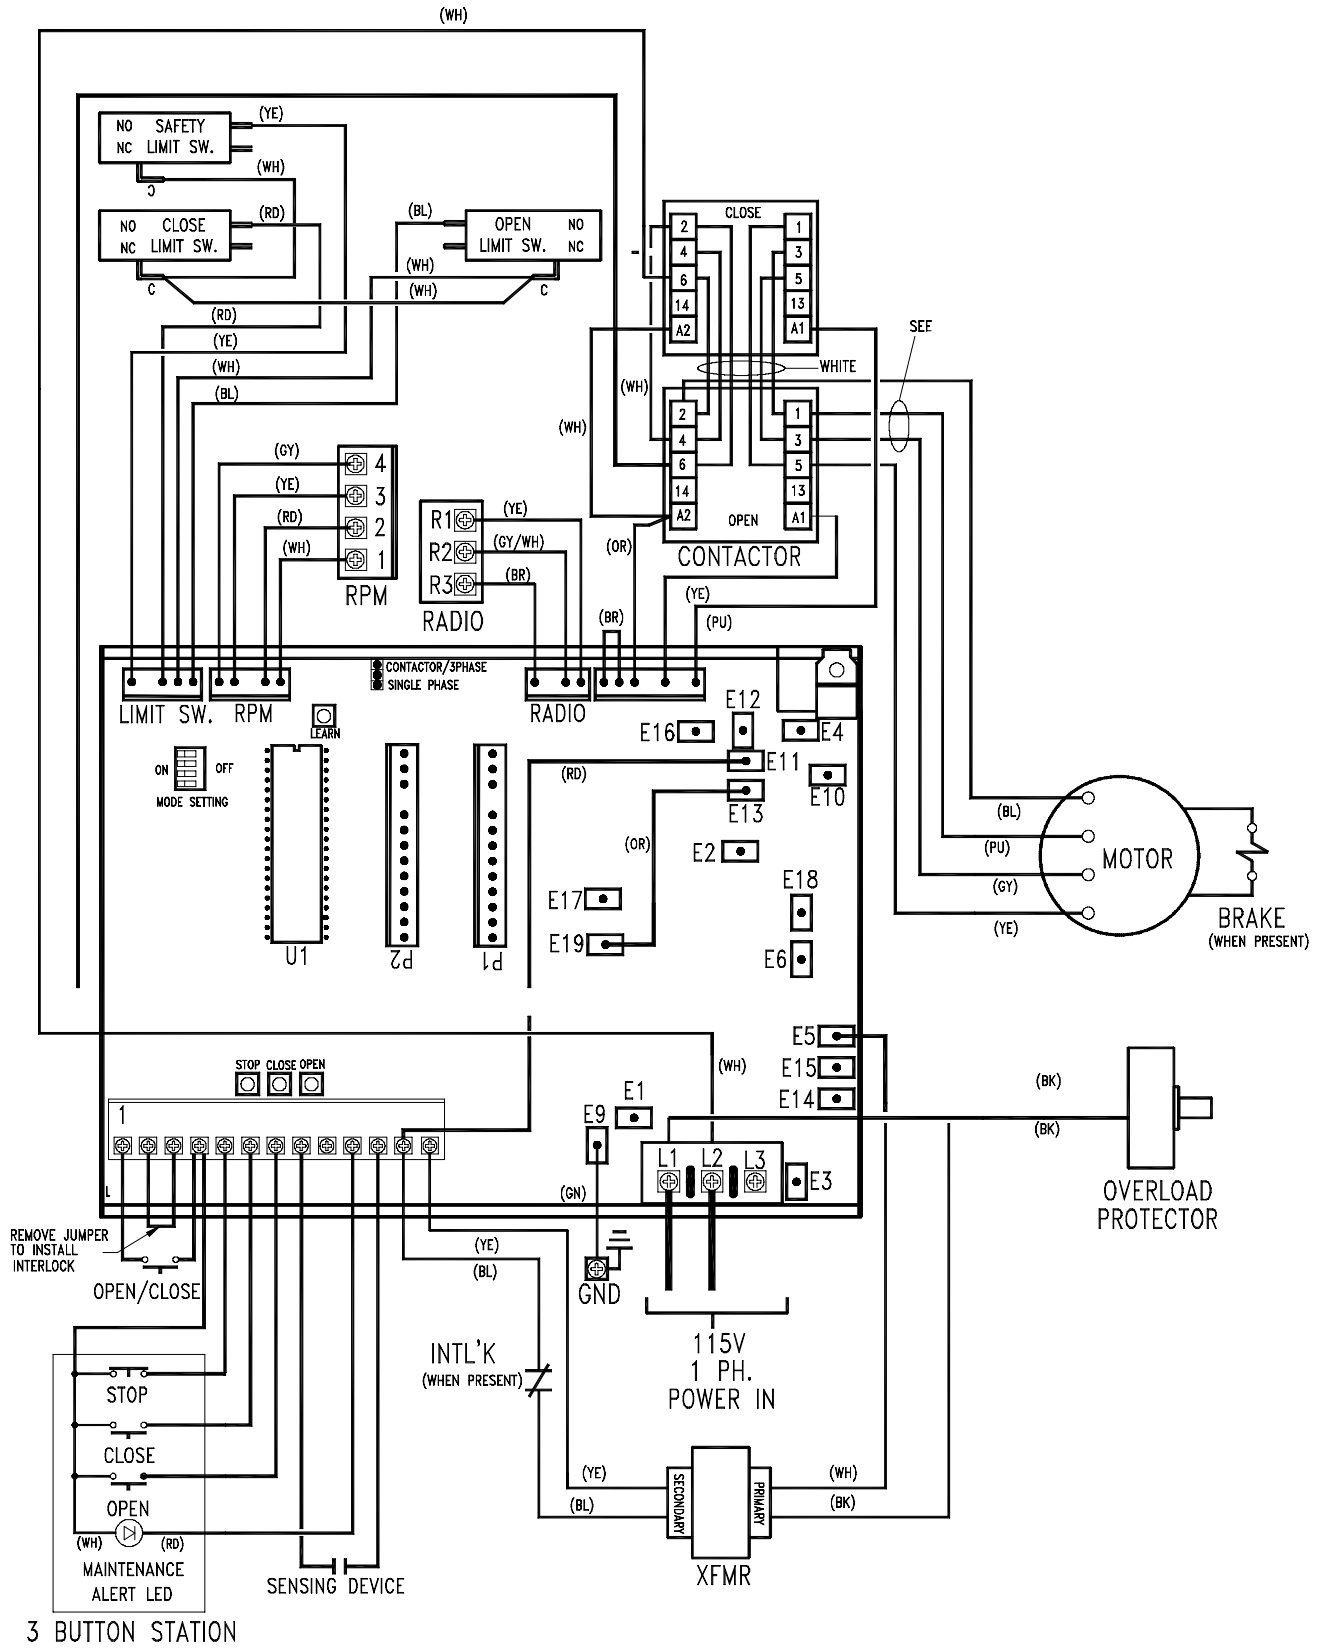 (WH)
NO SAFETY
NC LIMIT SW.
(YE)
(WH)
C
NO CLOSE
NC LIMIT SW.
(RD)
C
(BL)
OPEN NO
LIMIT SW. NC
(WH)
(WH)
C
(RD)
(YE)
(WH)
(BL)
CLOSE
2 1
4 3
6 5
14 13
A2 A1
SEE
WHITE
(WH)
(WH)
2 1
4 3
6 5
14 13
A2 OPEN A1
CONTACTOR
(GY) 4
(YE) 3
(RD) 2
(WH) 1
RPM
R1 (YE)
R2 (GY/WH)
R3 (BR)
RADIO
(OR)
(BR)
(YE)
(PU)
CONTACTOR/3PHASE
SINGLE PHASE
LIMIT SW.
RPM
RADIO
LEARN
ON OFF
MODE SETTING
E12
E16
E4
E11
(RD)
E10
E13
(OR)
E2
E17
E18
E19
E6
U1
P2
P1
(BL)
(PU)
(GY)
(YE)
MOTOR
BRAKE
(WHEN PRESENT)
E5
E15
E14
(WH)
STOP CLOSE OPEN
1
E1
E9
(BK)
(BK)
L1 L2 L3
E3
L
(GN)
OVERLOAD
PROTECTOR
REMOVE JUMPER
TO INSTALL
INTERLOCK
OPEN/CLOSE
(YE)
(BL)
GND
115V
1 PH.
POWER IN
INTL'K
(WHEN PRESENT)
STOP
CLOSE
OPEN
(WH) (RD)
MAINTENANCE
ALERT LED
3 BUTTON STATION
SENSING DEVICE
(YE)
(BL)
SECONDARY
PRIMARY
(WH)
(BK)
XFMR